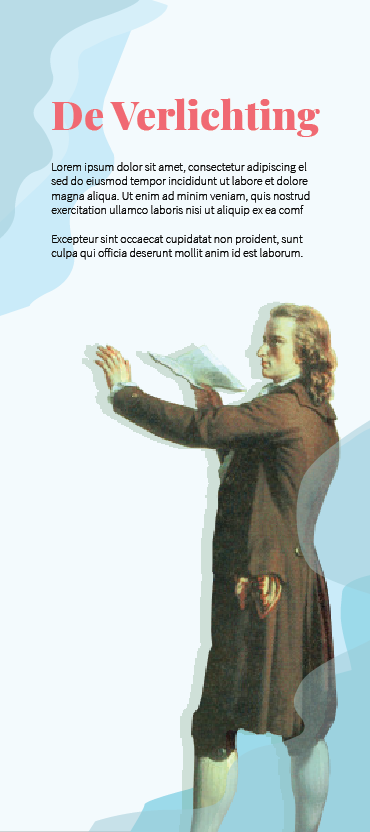 De Verlichting
Lorem ipsum dolor sit amet, consectetur adipiscing el
sed do eiusmod tempor incididunt ut labore et dolore
magna aliqua. Ut enim ad minim veniam, quis nostrud
exercitation ullamco laboris nisi ut aliquip ex ea comf
Excepteur sint occaecat cupidatat non proident, sunt
culpa qui officia deserunt mollit anim id est laborum.